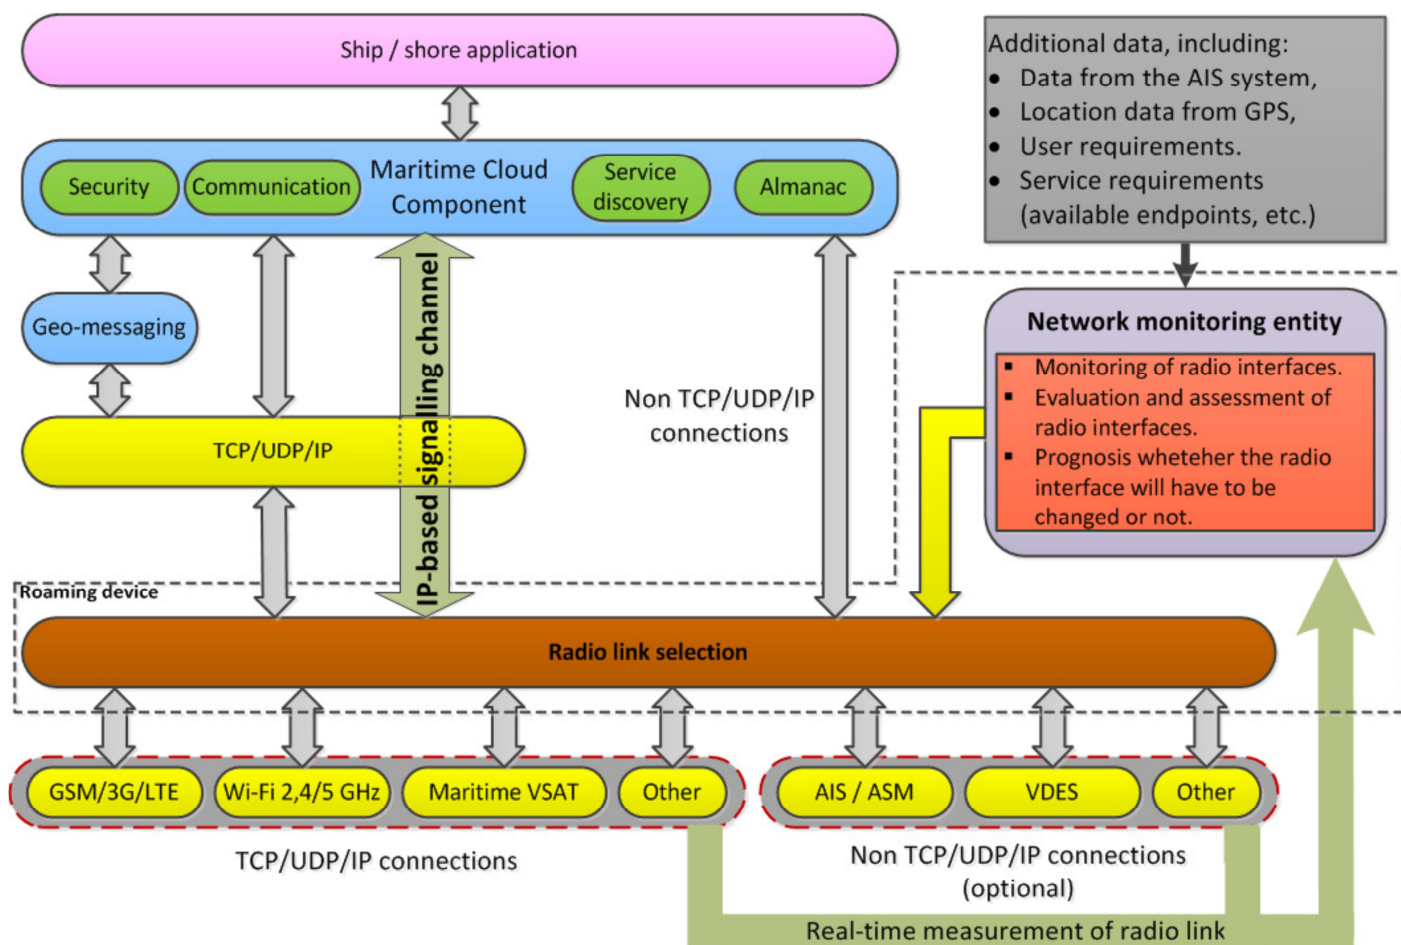 Ship / shore application
Additional data, including:
• Data from the AIS system,
• Location data from GPS,
• User requirements.
• Service requirements
(available endpoints, etc.)
Security
Communication
Maritime Cloud
Component
Service
discovery
Almanac
Geo-messaging
IP-based signalling channel
Non TCP/UDP/IP
connections
TCP/UDP/IP
Network monitoring entity
▪ Monitoring of radio interfaces.
▪ Evaluation and assessment of
radio interfaces.
▪ Prognosis wheteher the radio
interface will have to be
changed or not.
Roaming device
Radio link selection
GSM/3G/LTE
Wi-Fi 2,4/5 GHz
Maritime VSAT
Other
AIS / ASM
VDES
Other
TCP/UDP/IP connections
Non TCP/UDP/IP connections
(optional)
Real-time measurement of radio link